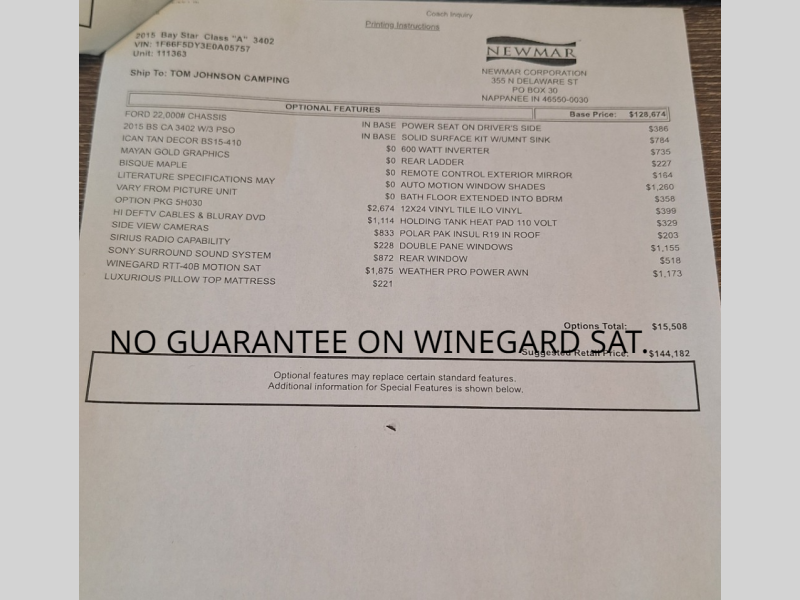 Coach Inquiry
Printing Instructions
2015 Bay Star Class "A" 3402
VIN: 1F66F5DY3E0A05757
Unit: 111363
Ship To: TOM JOHNSON CAMPING
NEWMAR
NEWMAR CORPORATION
355 N DELAWARE ST
PO BOX 30
NAPPANEE IN 46550-0030
OPTIONAL FEATURES
Base Price: $128,674
FORD 22,000# CHASSIS IN BASE
2015 BS CA 3402 W/3 PSO IN BASE
ICAN TAN DECOR BS15-410 $0
MAYAN GOLD GRAPHICS $0
BISQUE MAPLE $0
LITERATURE SPECIFICATIONS MAY $0
VARY FROM PICTURE UNIT $0
OPTION PKG 5H030 $2,674
HI DEFTV CABLES & BLURAY DVD $1,114
SIDE VIEW CAMERAS $833
SIRIUS RADIO CAPABILITY $228
SONY SURROUND SOUND SYSTEM $872
WINEGARD RTT-40B MOTION SAT $1,875
LUXURIOUS PILLOW TOP MATTRESS $221
POWER SEAT ON DRIVER'S SIDE $386
SOLID SURFACE KIT W/UMNT SINK $784
600 WATT INVERTER $735
REAR LADDER $227
REMOTE CONTROL EXTERIOR MIRROR $164
AUTO MOTION WINDOW SHADES $1,260
BATH FLOOR EXTENDED INTO BDRM $358
12X24 VINYL TILE ILO VINYL $399
HOLDING TANK HEAT PAD 110 VOLT $329
POLAR PAK INSUL R19 IN ROOF $203
DOUBLE PANE WINDOWS $1,155
REAR WINDOW $518
WEATHER PRO POWER AWN $1,173
Options Total: $15,508
NO GUARANTEE ON WINEGARD SAT.
Suggested Retail Price: $144,182
Optional features may replace certain standard features.
Additional information for Special Features is shown below.